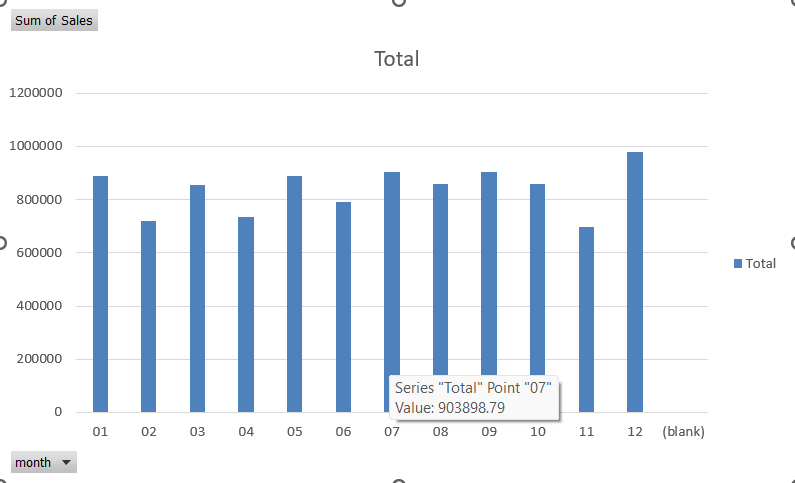 Sum of Sales
Total
1200000
1000000
800000
600000
400000
200000
0
01 02 03 04 05 06 07 08 09 10 11 12 (blank)
Total
Series "Total" Point "07"
Value: 903898.79
month